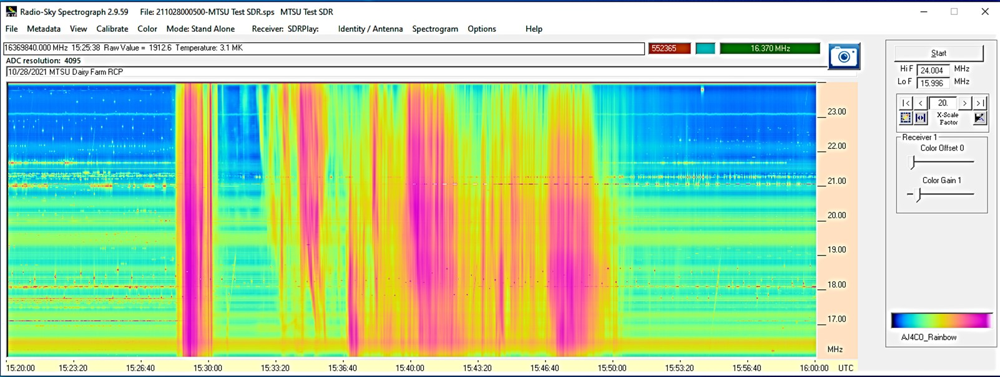 Radio-Sky Spectrograph 2.9.59 File: 211028000500-MTSU Test SDR.sps MTSU Test SDR
File Metadata View Calibrate Color Mode: Stand Alone Receiver: SDRPlay: Identity / Antenna Spectrogram Options Help
16369840.000 MHz 15:25:38 Raw Value = 1912.6 Temperature: 3.1 MK
552365
16.370 MHz
ADC resolution: 4095
10/28/2021 MTSU Dairy Farm RCP
Start
Hi F 24.004 MHz
Lo F 15.996 MHz
|< < 20. > >|
X-Scale
Factor
Receiver 1
Color Offset 0
Color Gain 1
23.00
22.00
21.00
20.00
19.00
18.00
17.00
MHz
AJ4CO_Rainbow
15:20:00 15:23:20 15:26:40 15:30:00 15:33:20 15:36:40 15:40:00 15:43:20 15:46:40 15:50:00 15:53:20 15:56:40 16:00:00 UTC